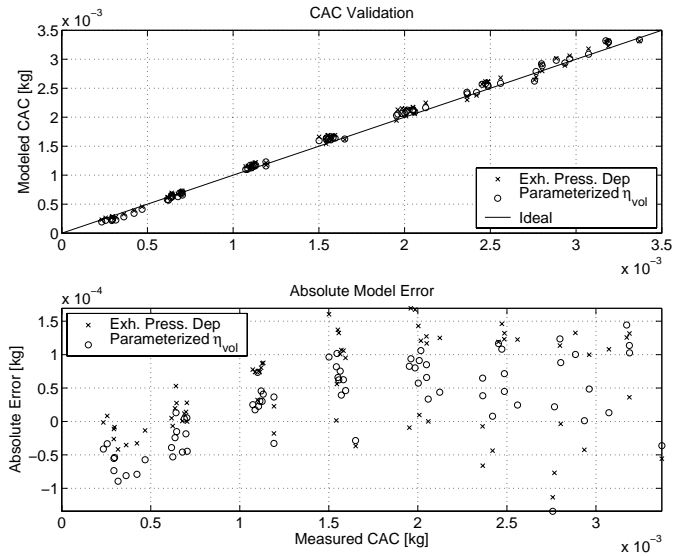 CAC Validation
x 10⁻³
3.5
3
2.5
2
1.5
1
0.5
0
Modeled CAC [kg]
Exh. Press. Dep
Parameterized ηvol
Ideal
0 0.5 1 1.5 2 2.5 3 3.5
x 10⁻³
Absolute Model Error
x 10⁻⁴
1.5
1
0.5
0
−0.5
−1
Absolute Error [kg]
Exh. Press. Dep
Parameterized ηvol
0 0.5 1 1.5 2 2.5 3
x 10⁻³
Measured CAC [kg]